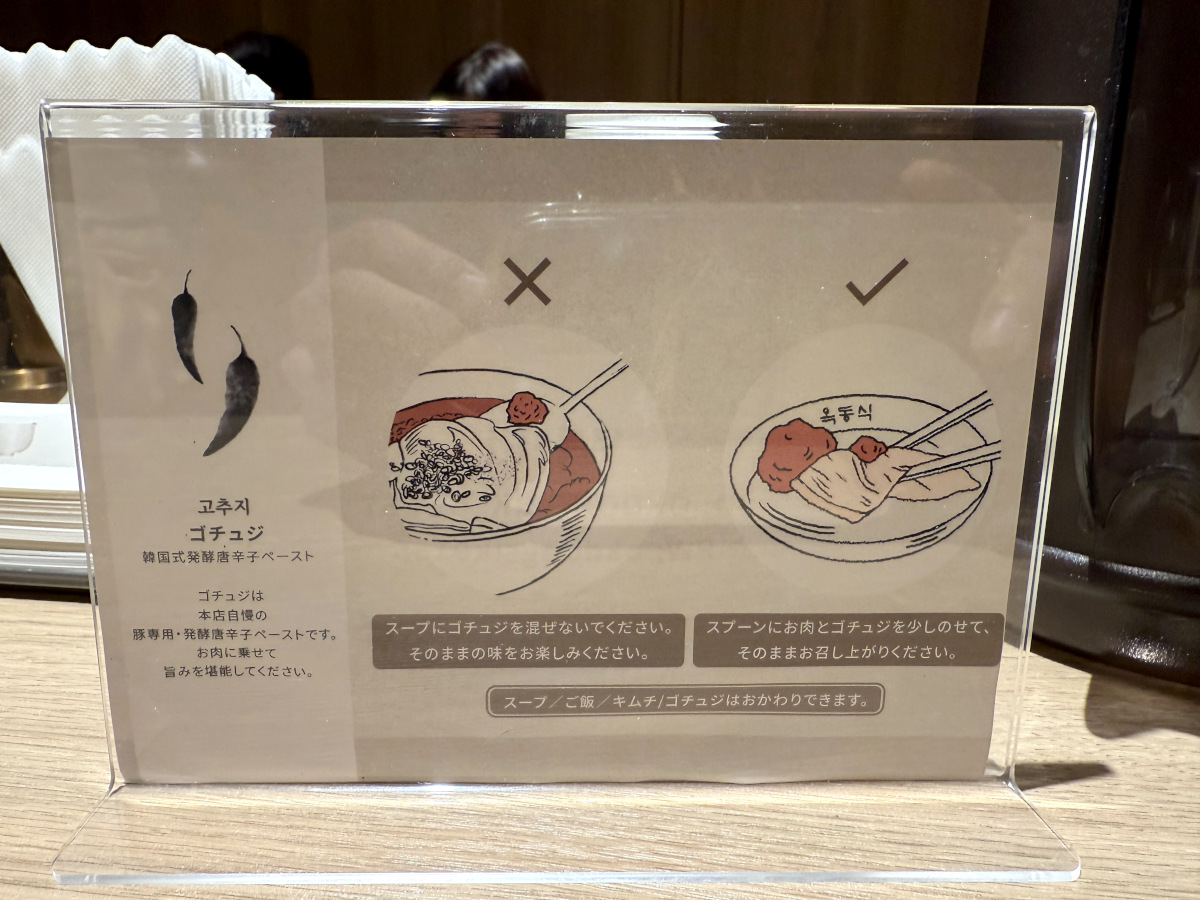 고추지
ゴチュジ
韓国式発酵唐辛子ペースト
ゴチュジは
本店自慢の
豚専用・発酵唐辛子ペーストです。
お肉に乗せて
旨みを堪能してください。
옥동식
スープにゴチュジを混ぜないでください。
そのままの味をお楽しみください。
スプーンにお肉とゴチュジを少しのせて、
そのままお召し上がりください。
スープ／ご飯／キムチ/ゴチュジはおかわりできます。